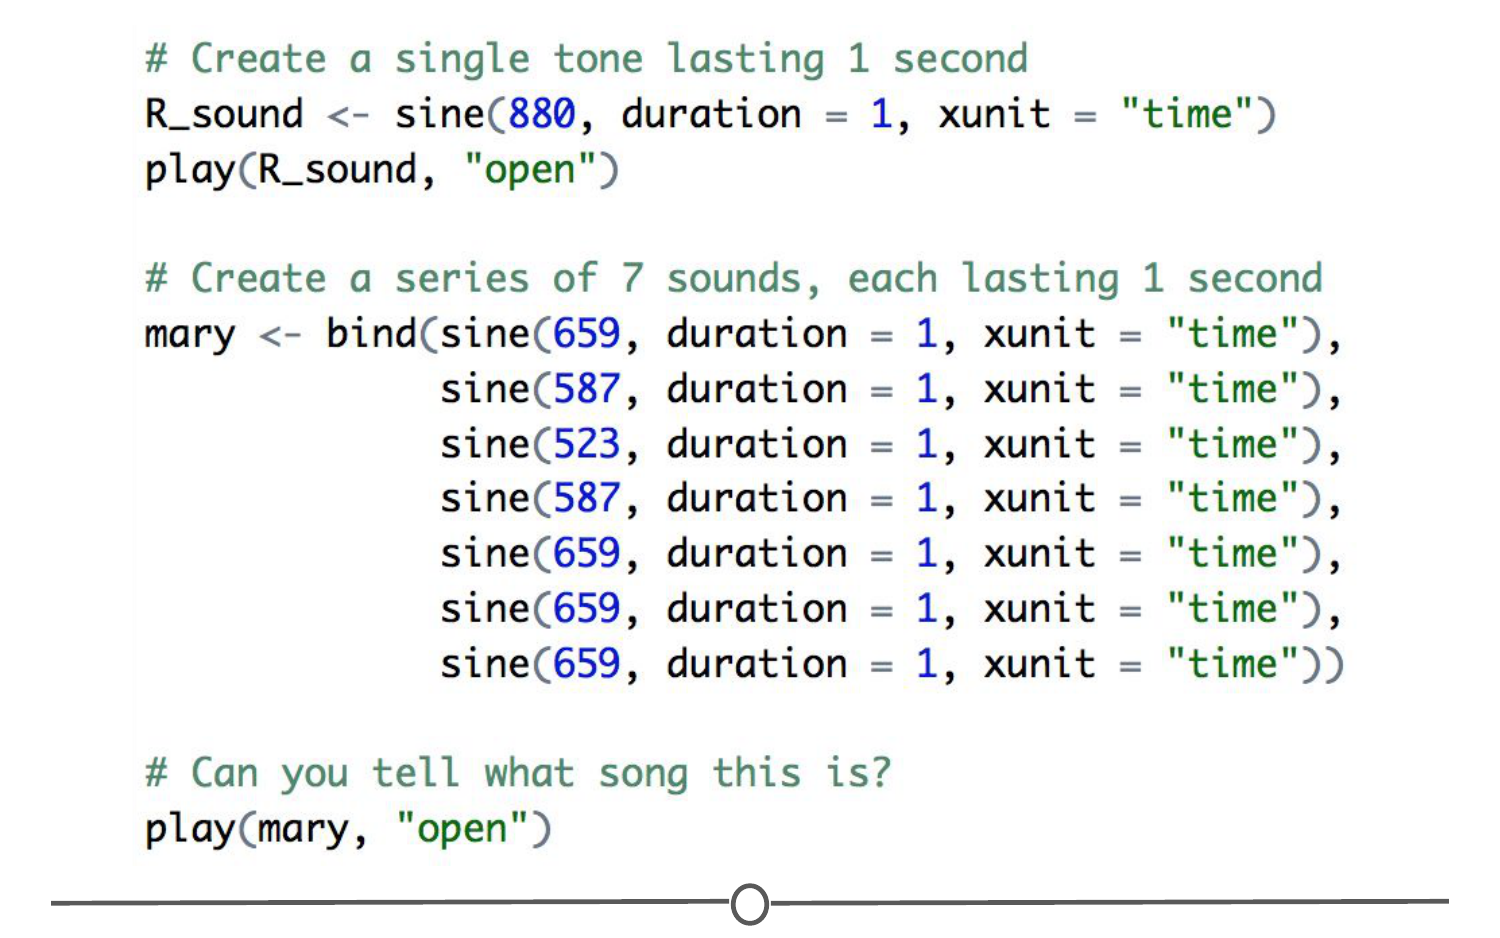 # Create a single tone lasting 1 second
R_sound <- sine(880, duration = 1, xunit = "time")
play(R_sound, "open")
# Create a series of 7 sounds, each lasting 1 second
mary <- bind(sine(659, duration = 1, xunit = "time"),
sine(587, duration = 1, xunit = "time"),
sine(523, duration = 1, xunit = "time"),
sine(587, duration = 1, xunit = "time"),
sine(659, duration = 1, xunit = "time"),
sine(659, duration = 1, xunit = "time"),
sine(659, duration = 1, xunit = "time"))
# Can you tell what song this is?
play(mary, "open")